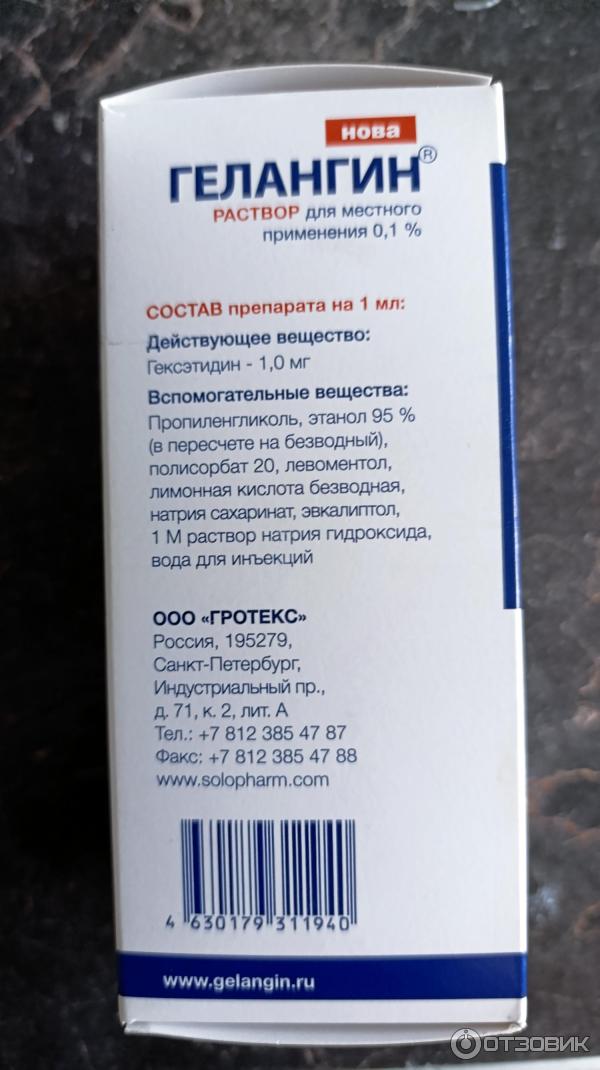 нова
ГЕЛАНГИН®
РАСТВОР для местного
применения 0,1 %
СОСТАВ препарата на 1 мл:
Действующее вещество:
Гексэтидин - 1,0 мг
Вспомогательные вещества:
Пропиленгликоль, этанол 95 %
(в пересчете на безводный),
полисорбат 20, левоментол,
лимонная кислота безводная,
натрия сахаринат, эвкалиптол,
1 М раствор натрия гидроксида,
вода для инъекций
ООО «ГРОТЕКС»
Россия, 195279,
Санкт-Петербург,
Индустриальный пр.,
д. 71, к. 2, лит. А
Тел.: +7 812 385 47 87
Факс: +7 812 385 47 88
www.solopharm.com
4 630179 311940
www.gelangin.ru
ОТЗОВИК